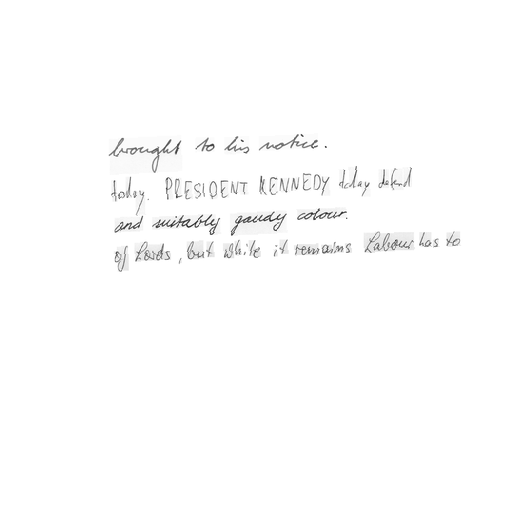 brought to his notice.
today. PRESIDENT KENNEDY today defend
and suitably gaudy colour.
of Lords, but while it remains Labour has to